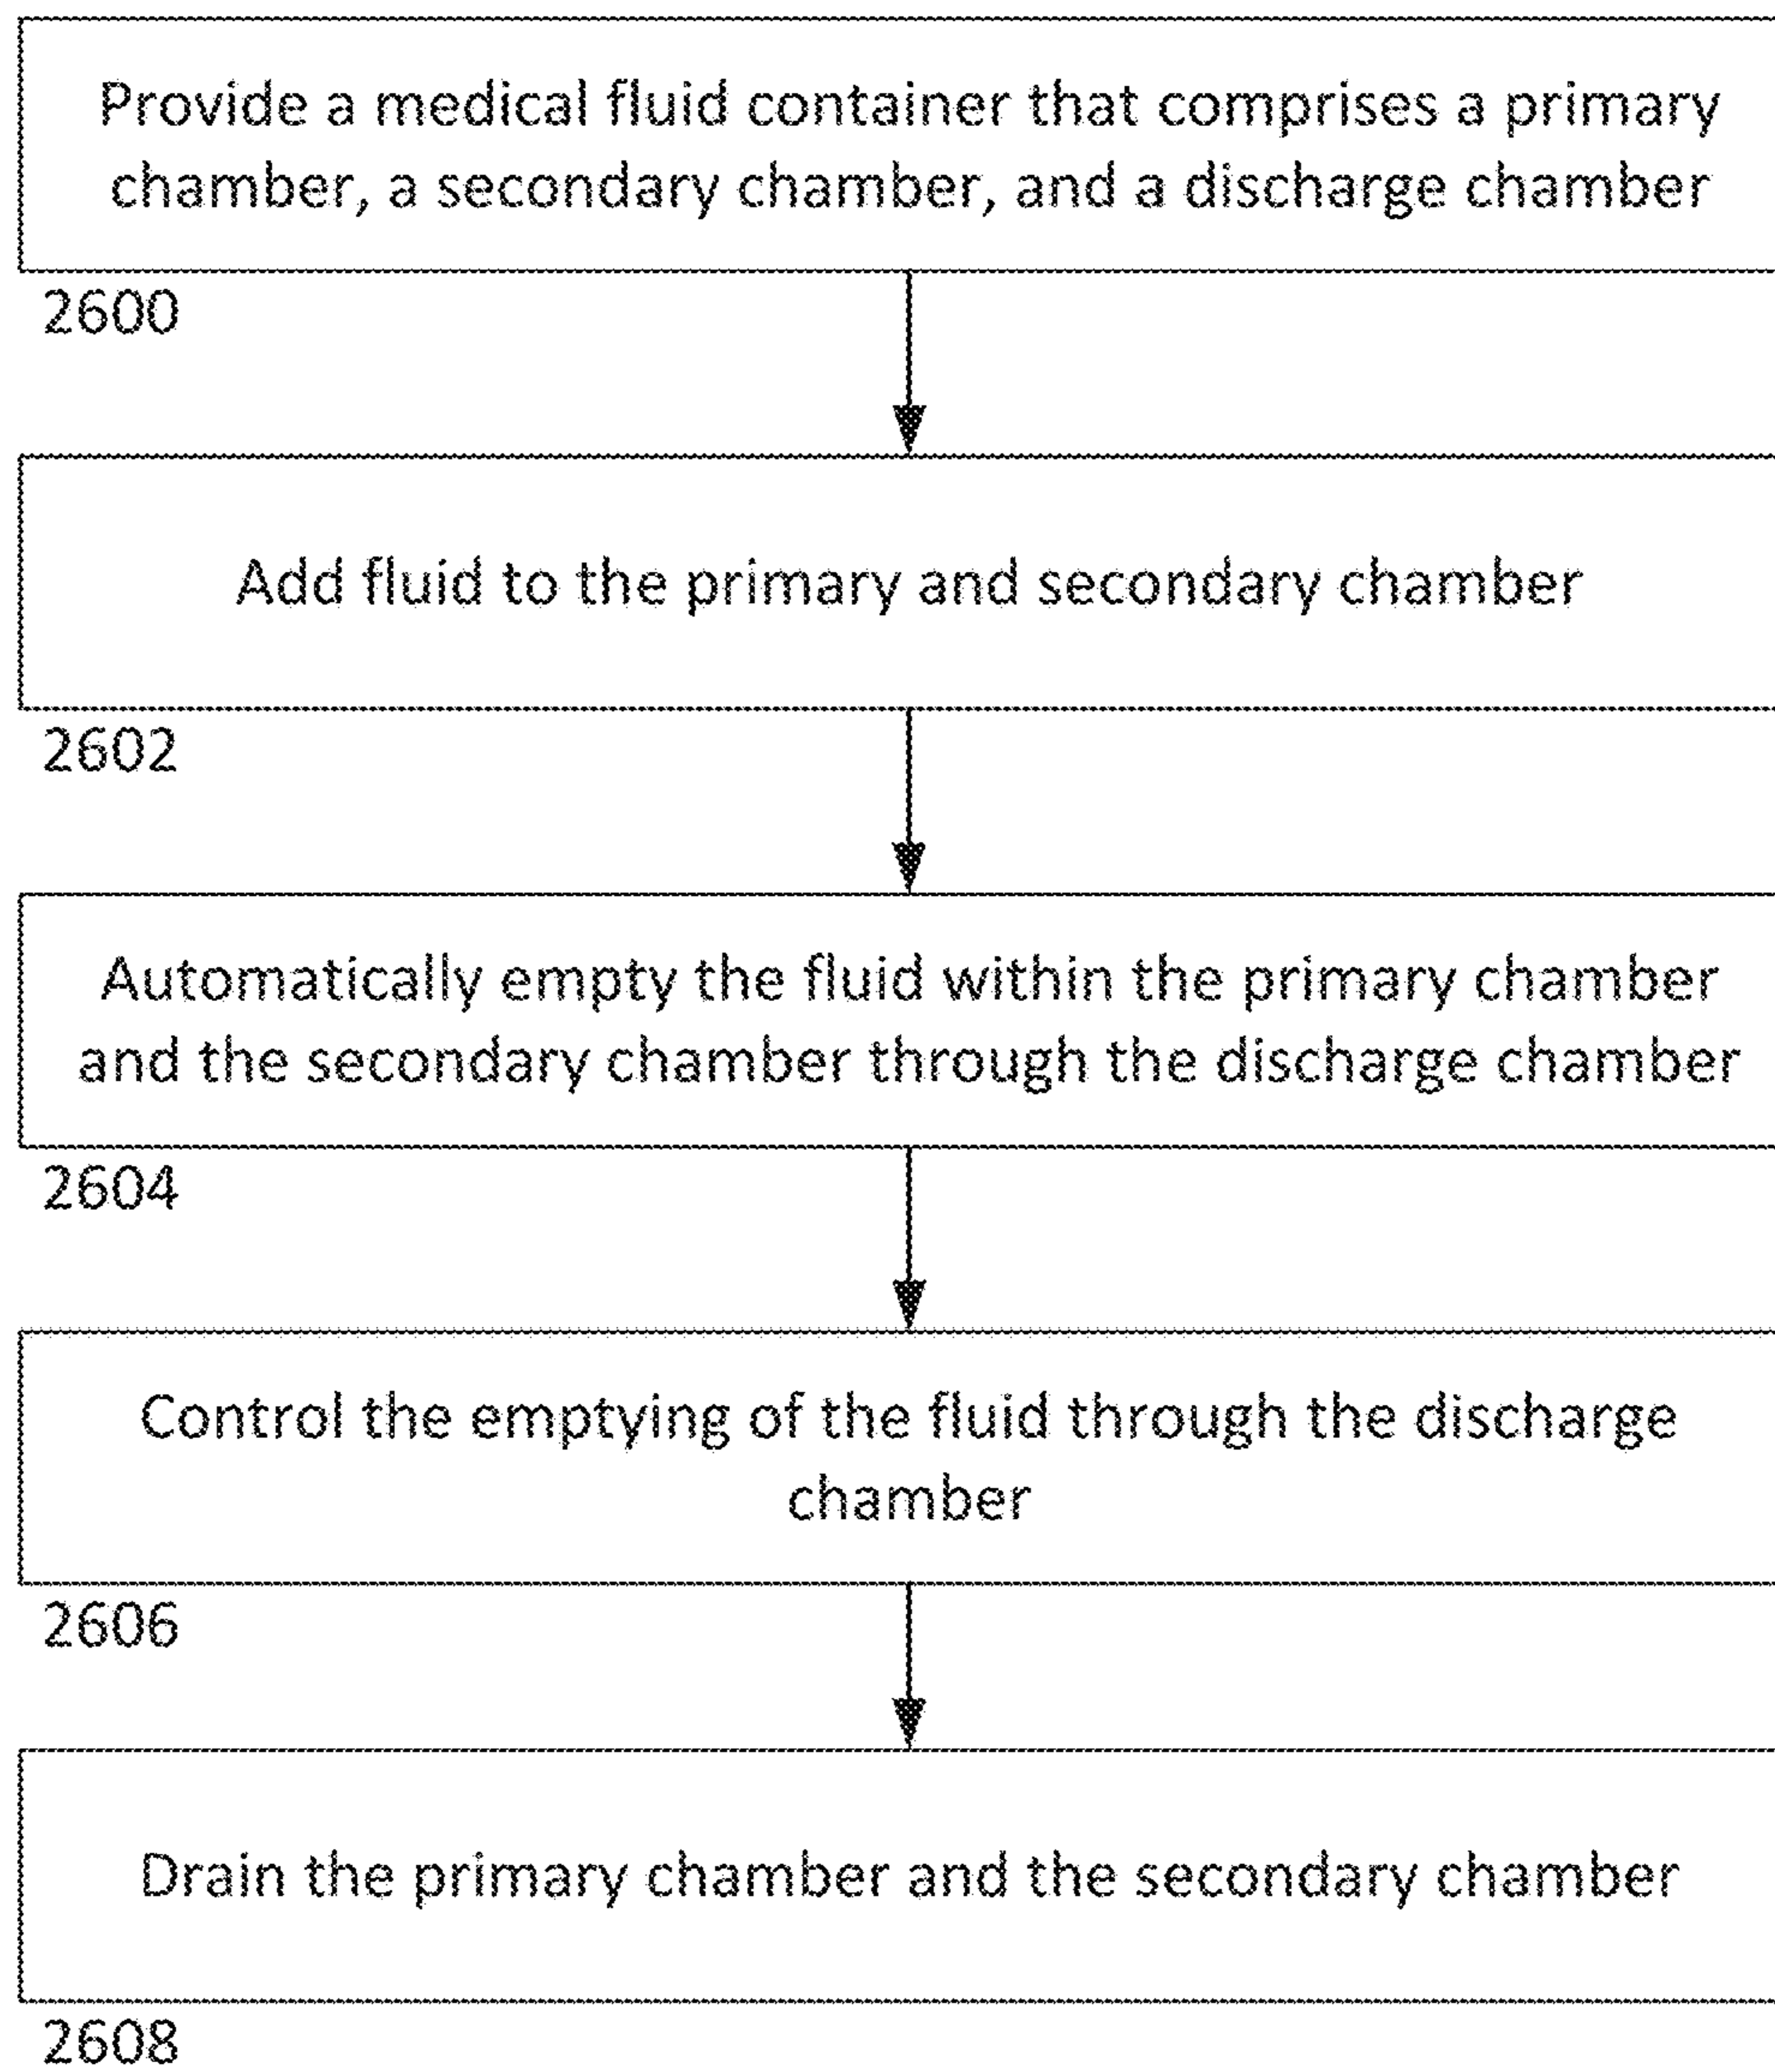 Provide a medical fluid container that comprises a primary
chamber, a secondary chamber, and a discharge chamber
2600
Add fluid to the primary and secondary chamber
2602
Automatically empty the fluid within the primary chamber
and the secondary chamber through the discharge chamber
2604
Control the emptying of the fluid through the discharge
chamber
2606
Drain the primary chamber and the secondary chamber
2608